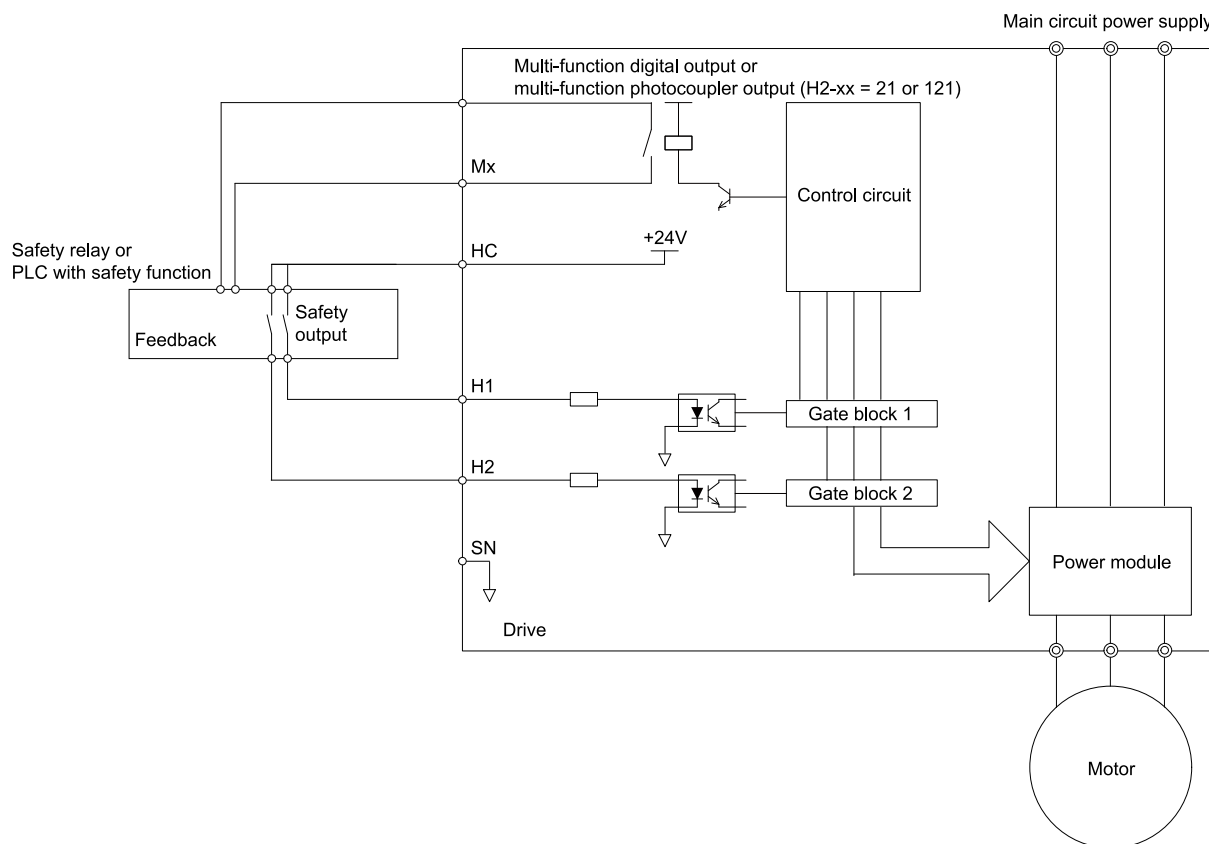 Main circuit power supply
Multi-function digital output or
multi-function photocoupler output (H2-xx = 21 or 121)
Mx
Control circuit
+24V
HC
Safety relay or
PLC with safety function
Safety
output
Feedback
H1
Gate block 1
H2
Gate block 2
SN
Power module
Drive
Motor